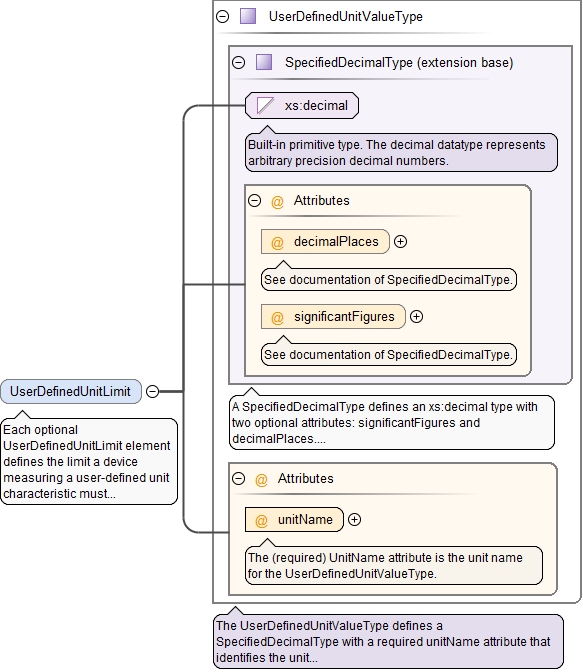 UserDefinedUnitValueType
SpecifiedDecimalType (extension base)
xs:decimal
Built-in primitive type. The decimal datatype represents
arbitrary precision decimal numbers.
@ Attributes
@ decimalPlaces
See documentation of SpecifiedDecimalType.
@ significantFigures
See documentation of SpecifiedDecimalType.
UserDefinedUnitLimit
Each optional
UserDefinedUnitLimit element
defines the limit a device
measuring a user-defined unit
characteristic must...
A SpecifiedDecimalType defines an xs:decimal type with
two optional attributes: significantFigures and
decimalPlaces....
@ Attributes
@ unitName
The (required) UnitName attribute is the unit name
for the UserDefinedUnitValueType.
The UserDefinedUnitValueType defines a
SpecifiedDecimalType with a required unitName attribute that
identifies the unit...